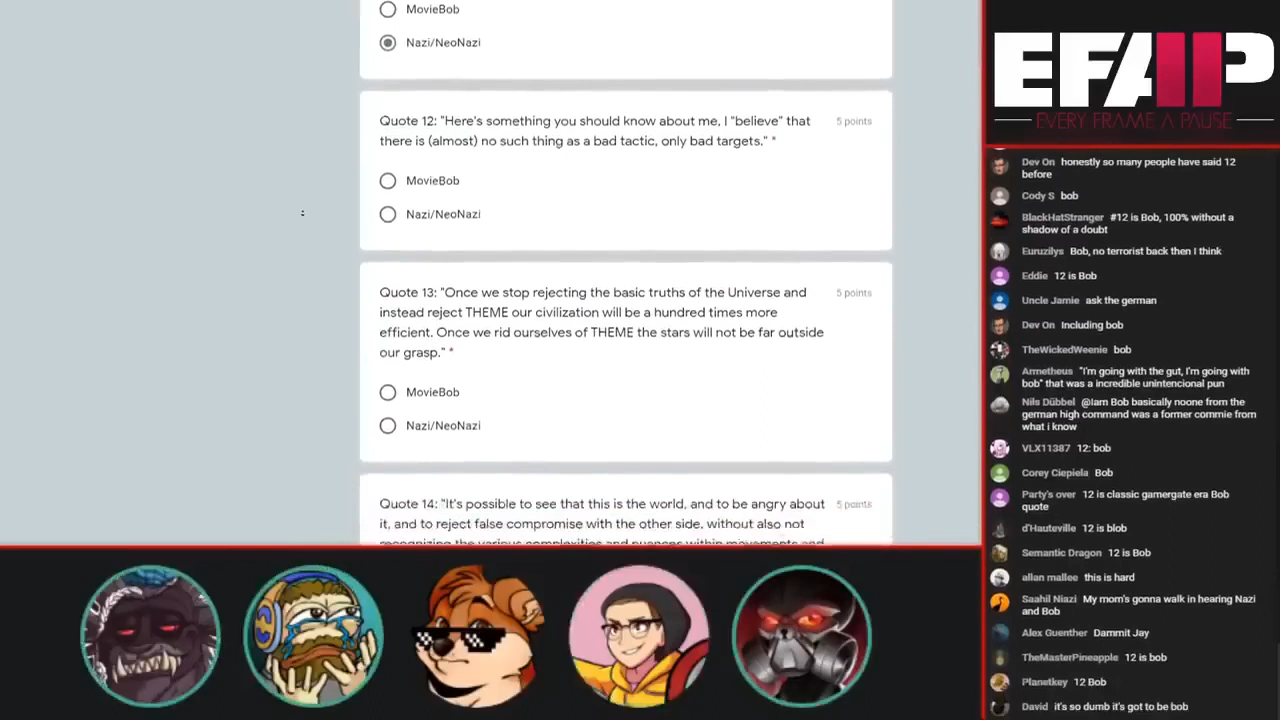 MovieBob
Nazi/NeoNazi
Quote 12: "Here's something you should know about me, I "believe" that
there is (almost) no such thing as a bad tactic, only bad targets." *
5 points
MovieBob
Nazi/NeoNazi
Quote 13: "Once we stop rejecting the basic truths of the Universe and
instead reject THEME our civilization will be a hundred times more
efficient. Once we rid ourselves of THEME the stars will not be far outside
our grasp." *
5 points
MovieBob
Nazi/NeoNazi
Quote 14: "It's possible to see that this is the world, and to be angry about
it, and to reject false compromise with the other side, without also not
recognizing the various complexities and nuances within movements and
5 points
EFAP
EVERY FRAME A PAUSE
Dev On honestly so many people have said 12
before
Cody S bob
BlackHatStranger #12 is Bob, 100% without a
shadow of a doubt
Euruzilys Bob, no terrorist back then I think
Eddie 12 is Bob
Uncle Jamie ask the german
Dev On Including bob
TheWickedWeenie bob
Armetheus "I'm going with the gut, I'm going with
bob" that was a incredible unintencional pun
Nils Dübbel @Iam Bob basically noone from the
german high command was a former commie from
what i know
VLX11387 12: bob
Corey Ciepiela Bob
Party's over 12 is classic gamergate era Bob
quote
d'Hauteville 12 is blob
Semantic Dragon 12 is Bob
allan mallee this is hard
Saahil Niazi My mom's gonna walk in hearing Nazi
and Bob
Alex Guenther Dammit Jay
TheMasterPineapple 12 is bob
Planetkey 12 Bob
David it's so dumb it's got to be bob